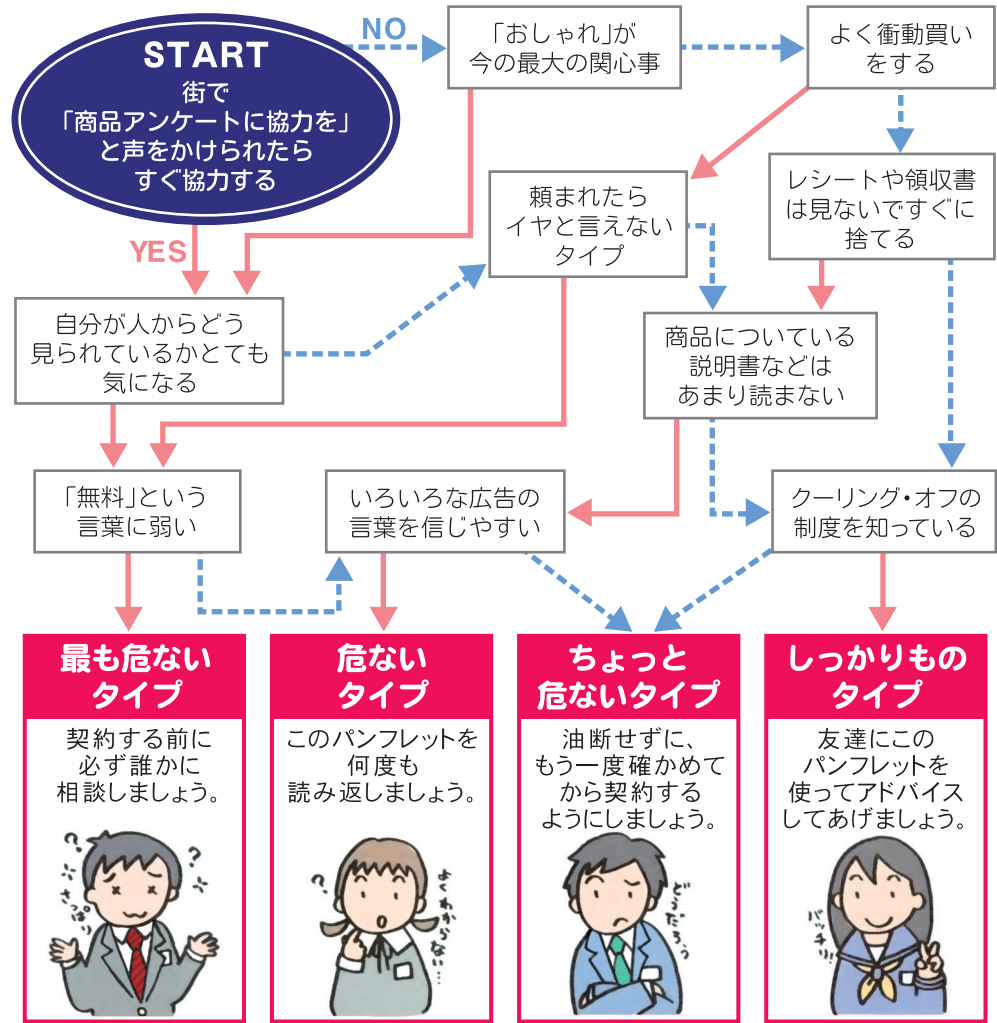 START
街で
「商品アンケートに協力を」
と声をかけられたら
すぐ協力する
NO
YES
「おしゃれ」が
今の最大の関心事
よく衝動買い
をする
頼まれたら
イヤと言えない
タイプ
レシートや領収書
は見ないですぐに
捨てる
自分が人からどう
見られているかとても
気になる
商品についている
説明書などは
あまり読まない
「無料」という
言葉に弱い
いろいろな広告の
言葉を信じやすい
クーリング・オフの
制度を知っている
最も危ない
タイプ
契約する前に
必ず誰かに
相談しましょう。
?
?
さっぱり
危ない
タイプ
このパンフレットを
何度も
読み返しましょう。
?
よくわからない…
ちょっと
危ないタイプ
油断せずに、
もう一度確かめて
から契約する
ようにしましょう。
どうだろう
しっかりもの
タイプ
友達にこの
パンフレットを
使ってアドバイス
してあげましょう。
バッチリ!